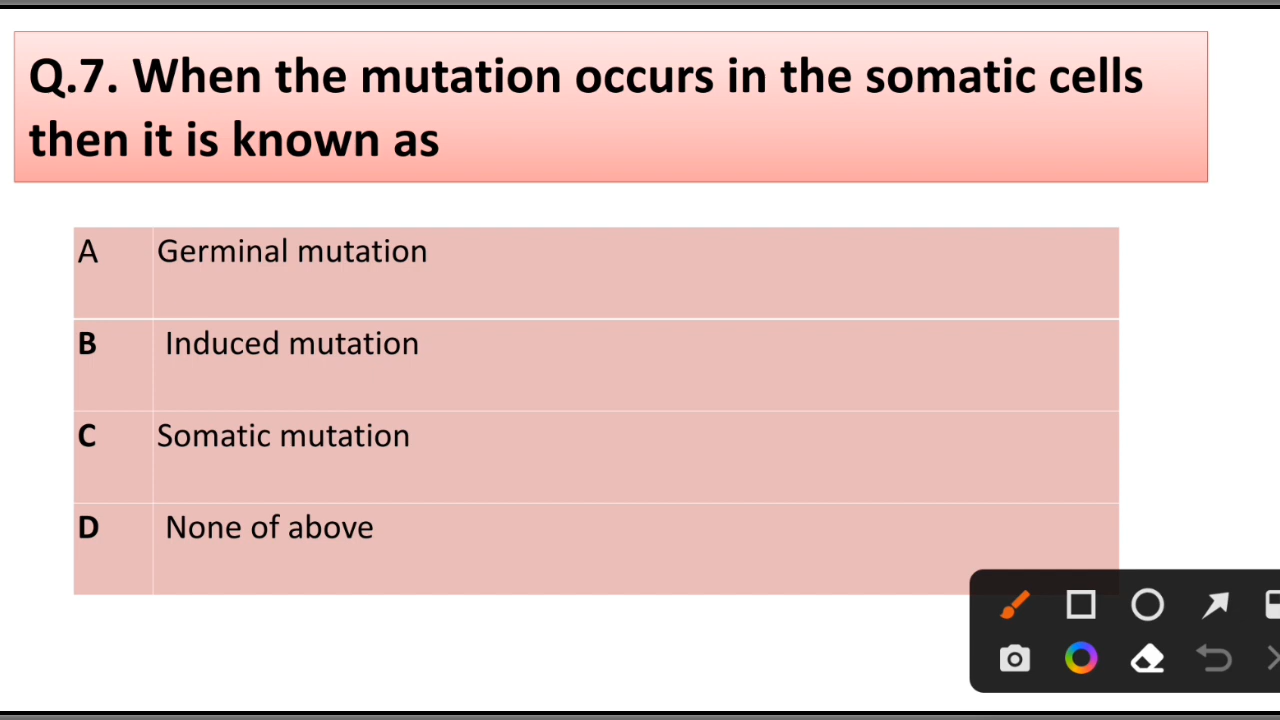 Q.7. When the mutation occurs in the somatic cells
then it is known as
A Germinal mutation
B Induced mutation
C Somatic mutation
D None of above